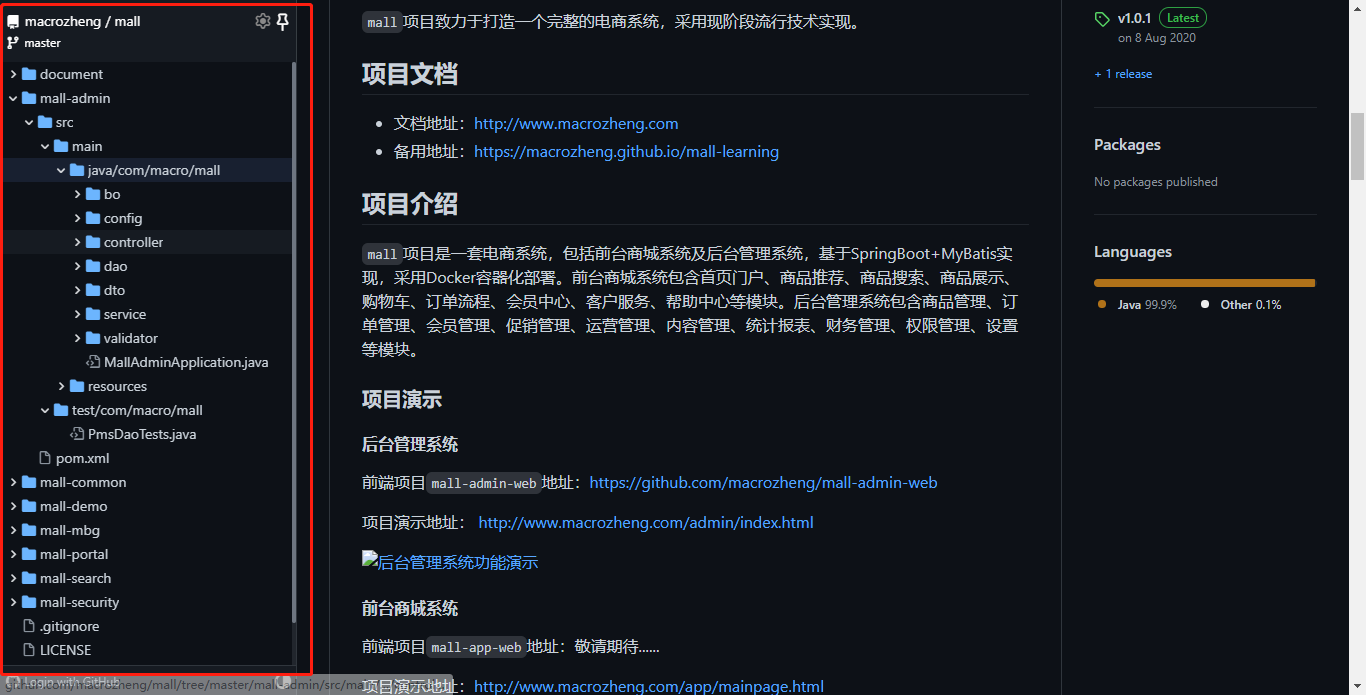 macrozheng / mall
master
document
mall-admin
src
main
java/com/macro/mall
bo
config
controller
dao
dto
service
validator
MallAdminApplication.java
resources
test/com/macro/mall
PmsDaoTests.java
pom.xml
mall-common
mall-demo
mall-mbg
mall-portal
mall-search
mall-security
.gitignore
LICENSE
Login with GitHub
github.com/macrozheng/mall/tree/master/mall-admin/src/
mall项目致力于打造一个完整的电商系统，采用现阶段流行技术实现。
项目文档
文档地址：http://www.macrozheng.com
备用地址：https://macrozheng.github.io/mall-learning
项目介绍
mall项目是一套电商系统，包括前台商城系统及后台管理系统，基于SpringBoot+MyBatis实
现，采用Docker容器化部署。前台商城系统包含首页门户、商品推荐、商品搜索、商品展示、
购物车、订单流程、会员中心、客户服务、帮助中心等模块。后台管理系统包含商品管理、订
单管理、会员管理、促销管理、运营管理、内容管理、统计报表、财务管理、权限管理、设置
等模块。
项目演示
后台管理系统
前端项目mall-admin-web地址：https://github.com/macrozheng/mall-admin-web
项目演示地址： http://www.macrozheng.com/admin/index.html
后台管理系统功能演示
前台商城系统
前端项目mall-app-web地址：敬请期待......
项目演示地址：http://www.macrozheng.com/app/mainpage.html
v1.0.1 Latest
on 8 Aug 2020
+ 1 release
Packages
No packages published
Languages
Java 99.9% Other 0.1%